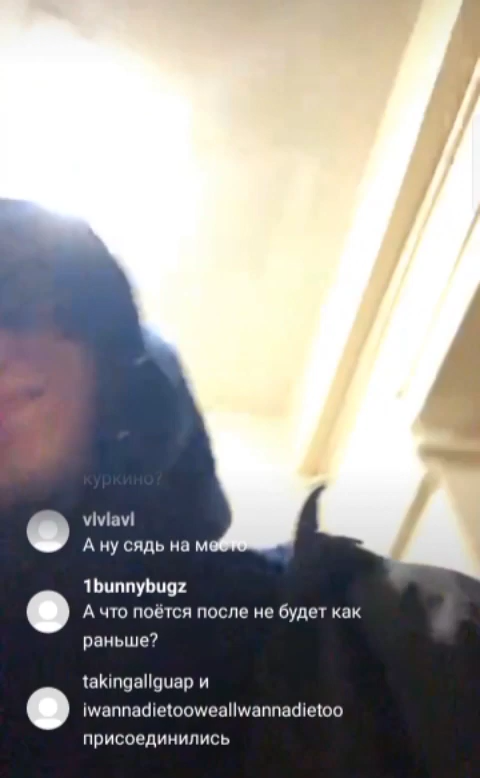 куркино?
vlvlavl
А ну сядь на место
1bunnybugz
А что поётся после не будет как
раньше?
takingallguap и
iwannadietooweallwannadietoo
присоединились